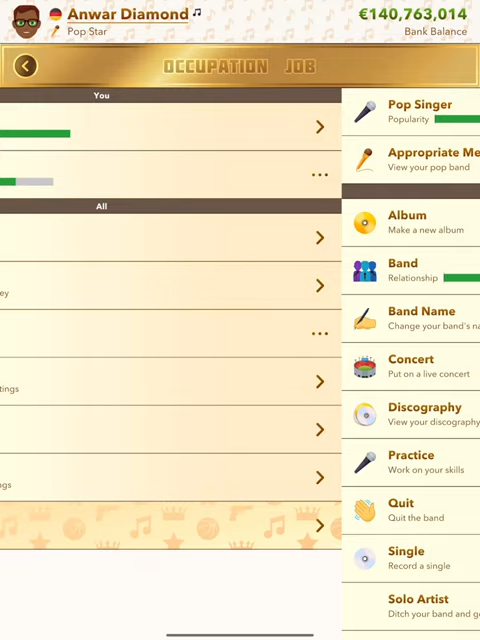 Anwar Diamond
€140,763,014
Pop Star
Bank Balance
OCCUPATION JOB
You
Pop Singer
Popularity
Appropriate Me
View your pop band
All
Album
Make a new album
Band
Relationship
ey
Band Name
Change your band's na
Concert
Put on a live concert
tings
Discography
View your discography
Practice
Work on your skills
ngs
Quit
Quit the band
Single
Record a single
Solo Artist
Ditch your band and go